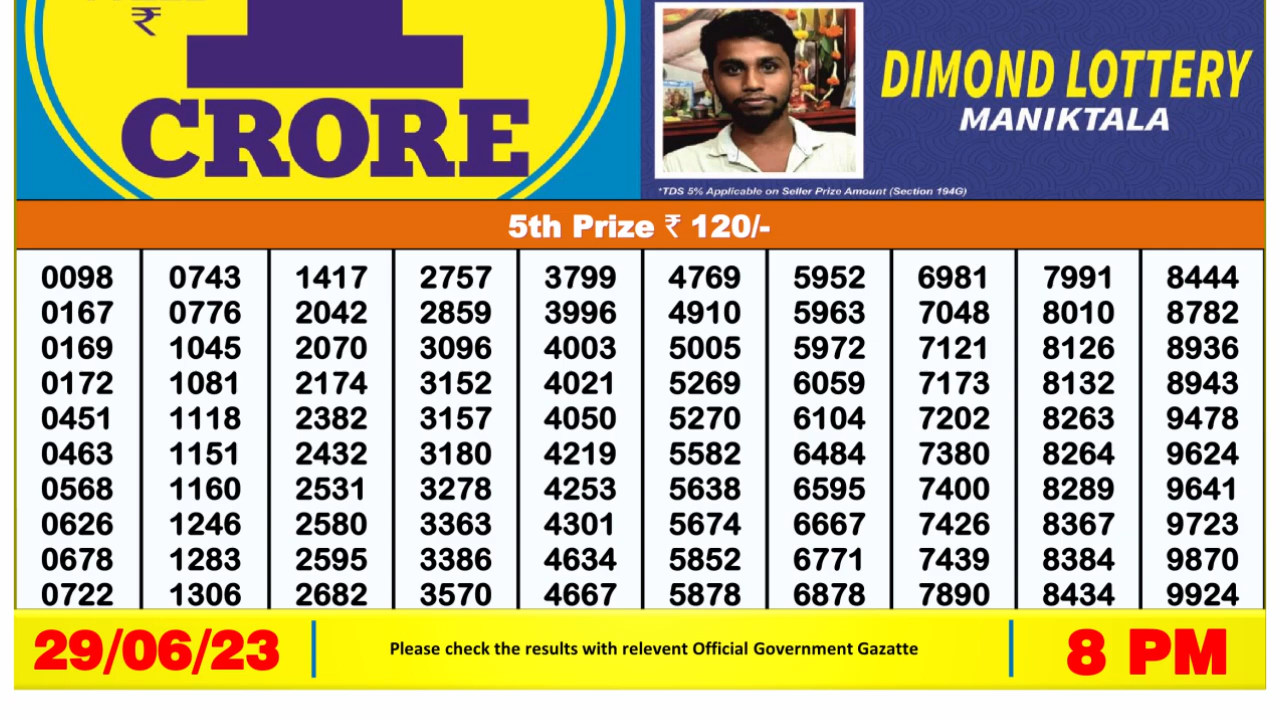 ₹
1
CRORE
DIMOND LOTTERY
MANIKTALA
*TDS 5% Applicable on Seller Prize Amount (Section 194G)
5th Prize ₹ 120/-
0098 0743 1417 2757 3799 4769 5952 6981 7991 8444
0167 0776 2042 2859 3996 4910 5963 7048 8010 8782
0169 1045 2070 3096 4003 5005 5972 7121 8126 8936
0172 1081 2174 3152 4021 5269 6059 7173 8132 8943
0451 1118 2382 3157 4050 5270 6104 7202 8263 9478
0463 1151 2432 3180 4219 5582 6484 7380 8264 9624
0568 1160 2531 3278 4253 5638 6595 7400 8289 9641
0626 1246 2580 3363 4301 5674 6667 7426 8367 9723
0678 1283 2595 3386 4634 5852 6771 7439 8384 9870
0722 1306 2682 3570 4667 5878 6878 7890 8434 9924
29/06/23
Please check the results with relevent Official Government Gazatte
8 PM